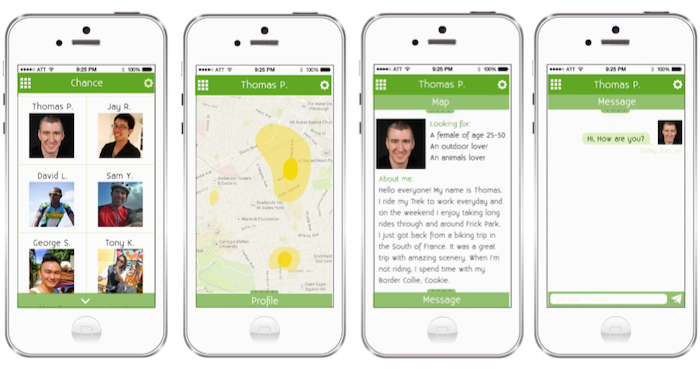 ATT 9:25 PM 100%
Chance
Thomas P. Jay R.
David L. Sam Y.
George S. Tony K.
ATT 9:25 PM 100%
Thomas P.
Warwick Foundation
Carnegie Mellon
University
Profile
ATT 9:25 PM 100%
Thomas P.
Map
Looking for:
A female of age 25-50
An outdoor lover
An animals lover
About me:
Hello everyone! My name is Thomas.
I ride my Trek to work everyday and
on the weekend I enjoy taking long
rides through and around Frick Park.
I just got back from a biking trip in
the South of France. It was a great
trip with amazing scenery. When I'm
not riding, I spend time with my
Border Collie, Cookie.
Message
ATT 9:25 PM 100%
Thomas P.
Message
Hi, How are you?